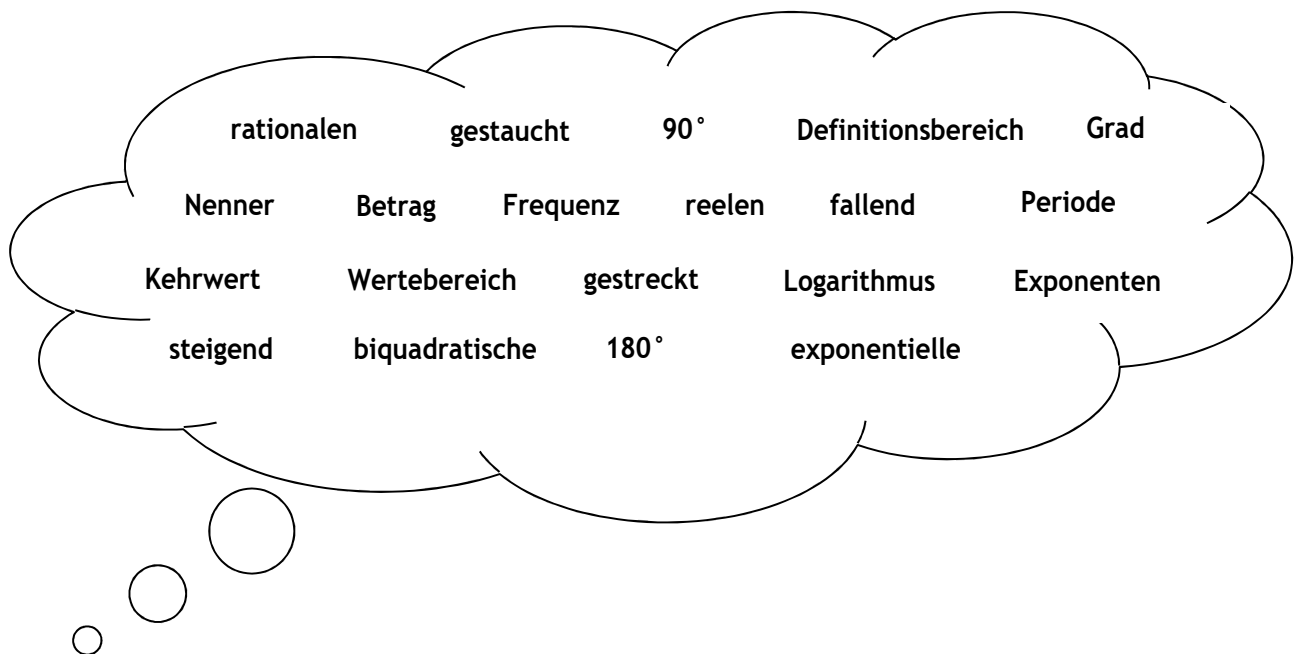 rationalen gestaucht 90° Definitionsbereich Grad
Nenner Betrag Frequenz reelen fallend Periode
Kehrwert Wertebereich gestreckt Logarithmus Exponenten
steigend biquadratische 180° exponentielle